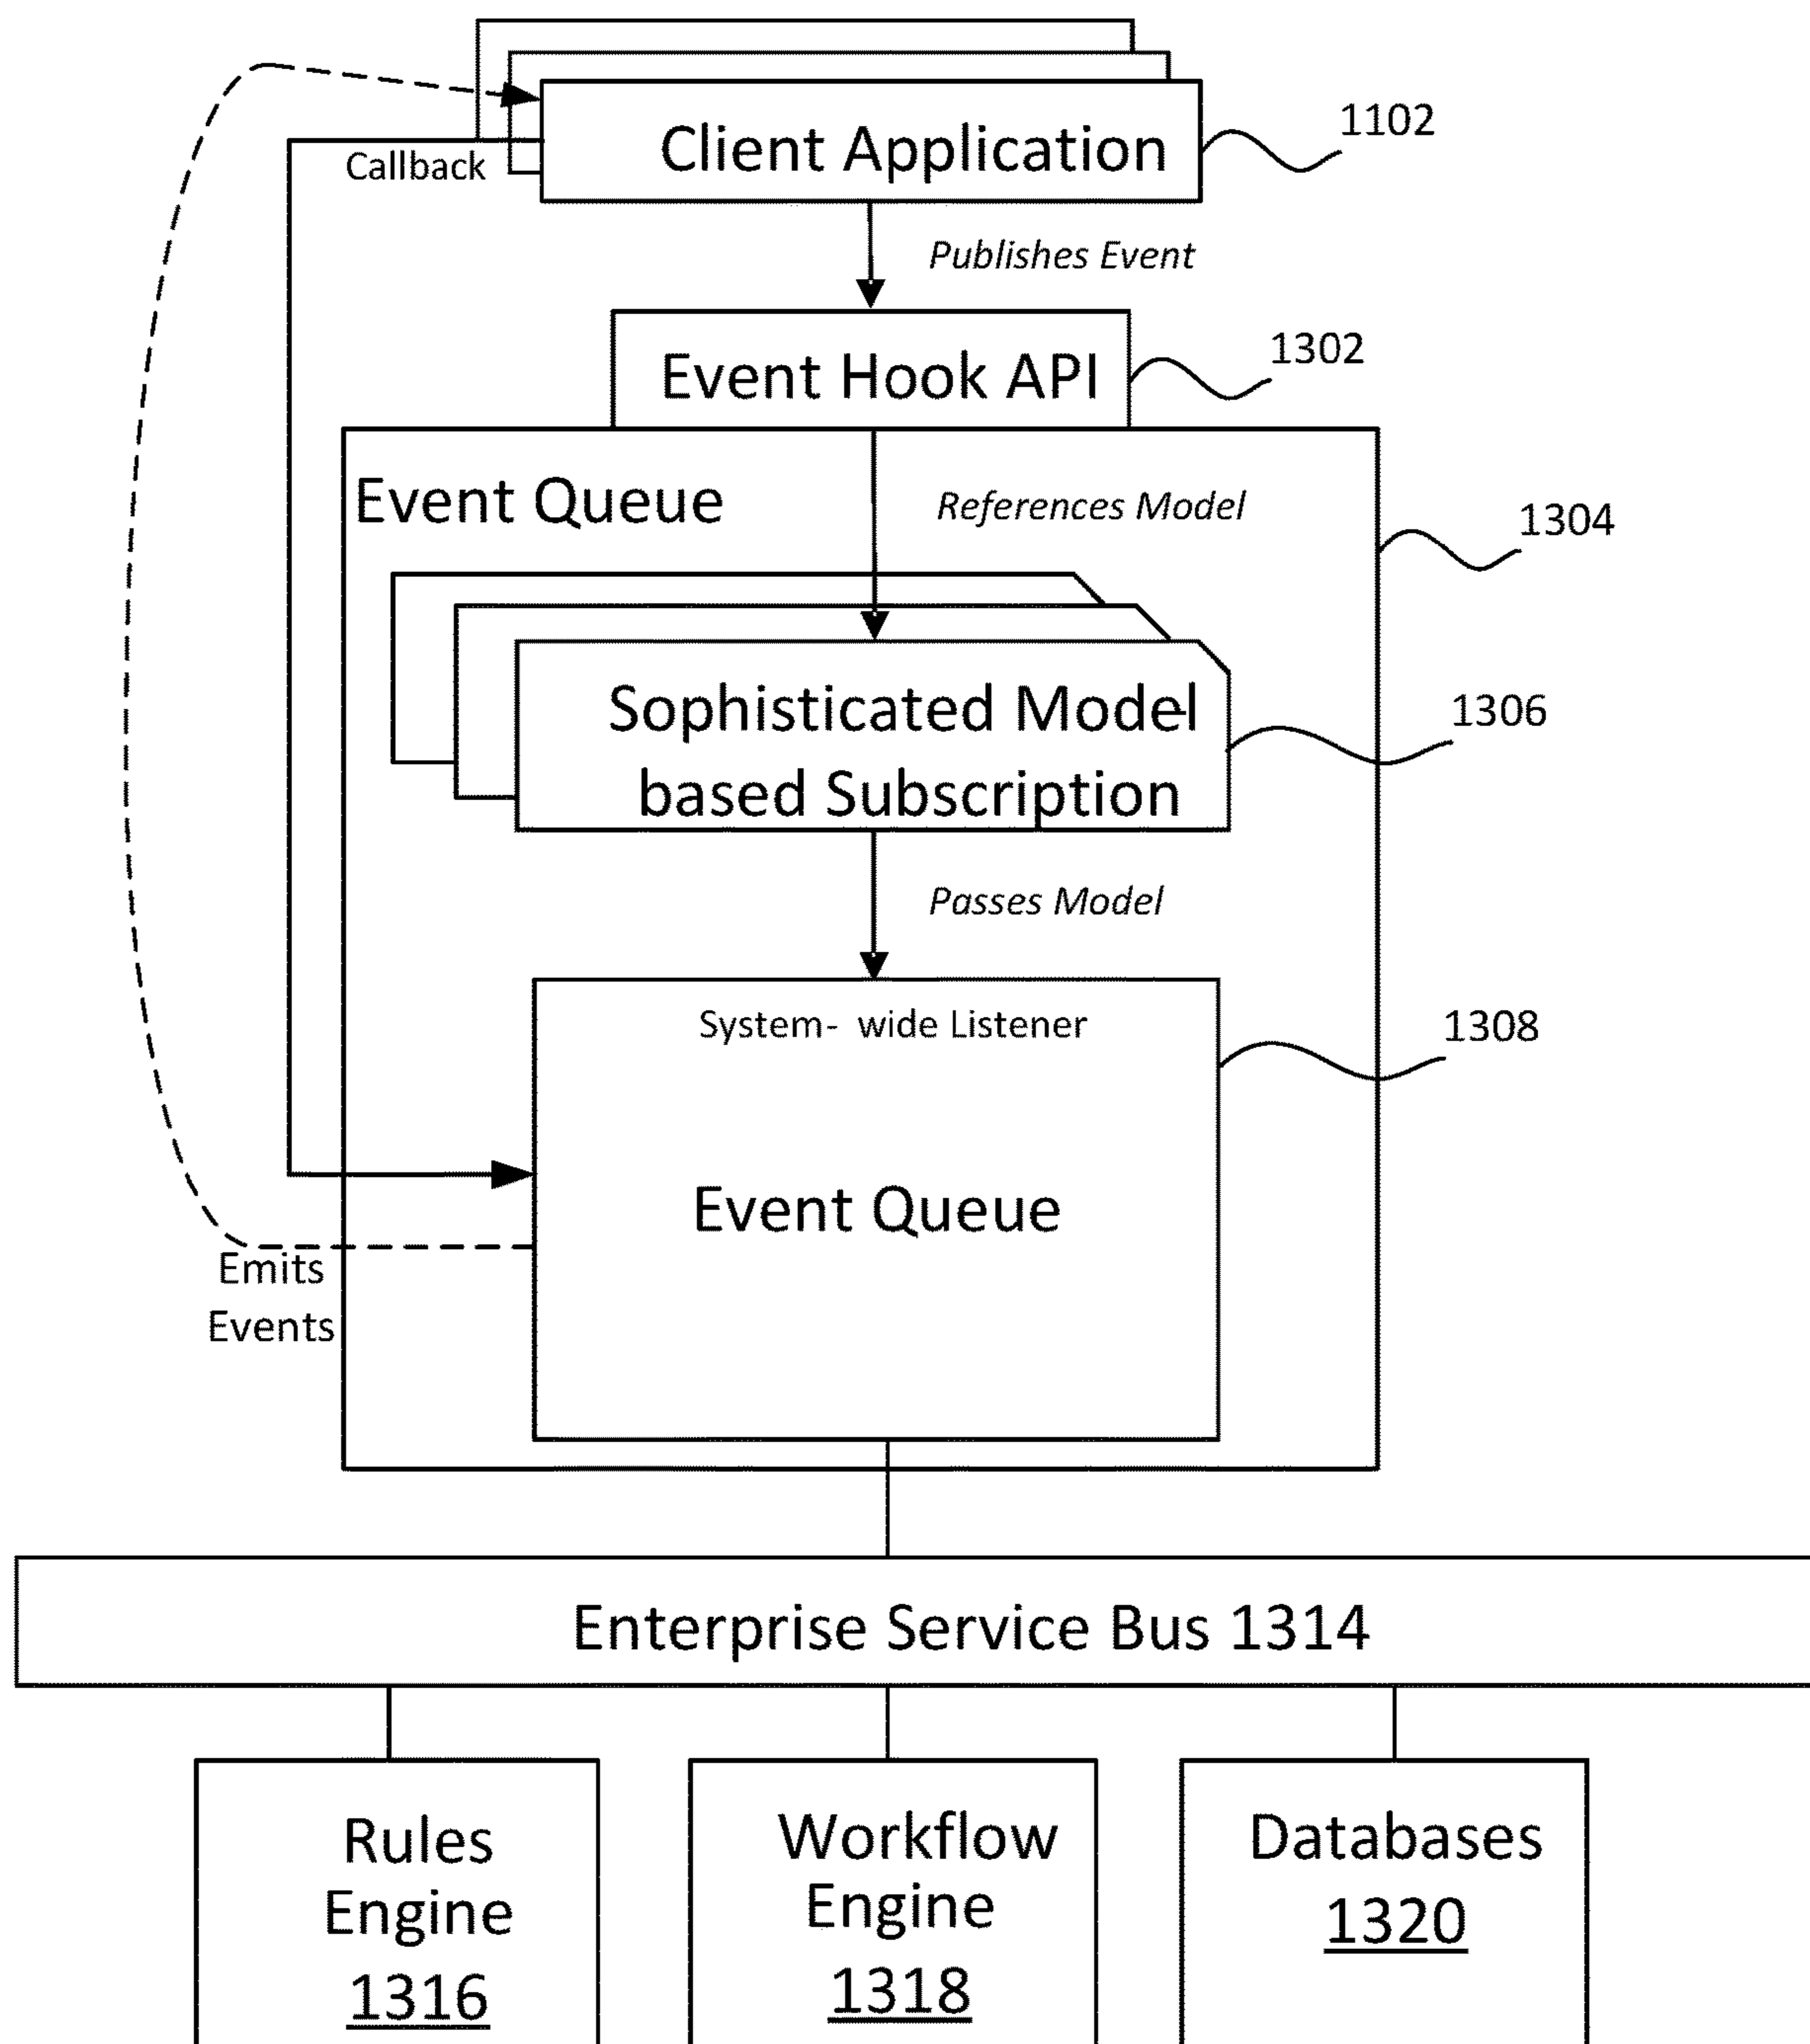 Client Application
1102
Callback
Publishes Event
Event Hook API
1302
Event Queue
References Model
1304
Sophisticated Model
based Subscription
1306
Passes Model
System- wide Listener
1308
Event Queue
Emits
Events
Enterprise Service Bus 1314
Rules
Engine
1316
Workflow
Engine
1318
Databases
1320